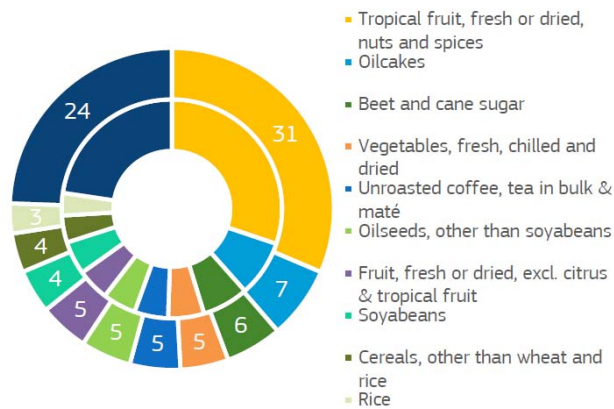 Tropical fruit, fresh or dried,
nuts and spices
Oilcakes
Beet and cane sugar
Vegetables, fresh, chilled and
dried
Unroasted coffee, tea in bulk &
maté
Oilseeds, other than soyabeans
Fruit, fresh or dried, excl. citrus
& tropical fruit
Soyabeans
Cereals, other than wheat and
rice
Rice
31
7
6
5
5
5
5
4
4
3
24